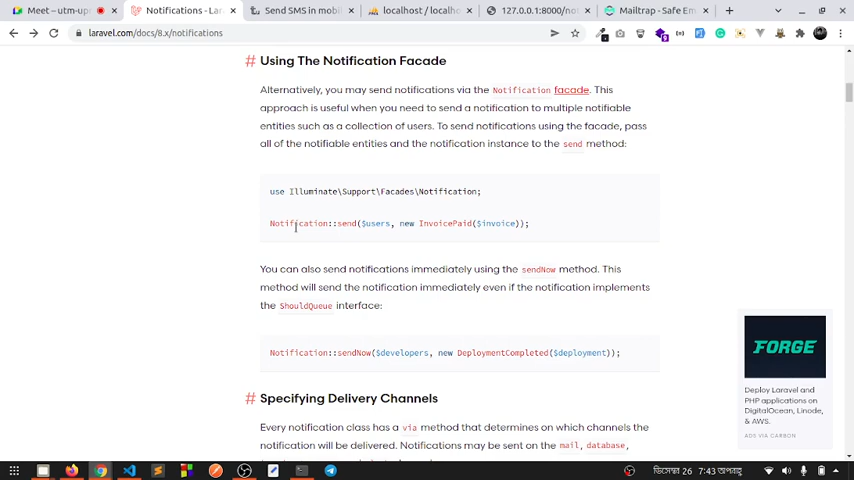 Meet – utm-up
Notifications - La
Send SMS in mobi
localhost / localho
127.0.0.1:8000/no
Mailtrap - Safe Em
laravel.com/docs/8.x/notifications
# Using The Notification Facade
Alternatively, you may send notifications via the Notification facade. This
approach is useful when you need to send a notification to multiple notifiable
entities such as a collection of users. To send notifications using the facade, pass
all of the notifiable entities and the notification instance to the send method:
use Illuminate\Support\Facades\Notification;
Notification::send($users, new InvoicePaid($invoice));
You can also send notifications immediately using the sendNow method. This
method will send the notification immediately even if the notification implements
the ShouldQueue interface:
Notification::sendNow($developers, new DeploymentCompleted($deployment));
FORGE
Deploy Laravel and
PHP applications on
DigitalOcean, Linode,
& AWS.
ADS VIA CARBON
# Specifying Delivery Channels
Every notification class has a via method that determines on which channels the
notification will be delivered. Notifications may be sent on the mail, database,
ডিসেম্বর 26 7:43 অপরাহ্ণ